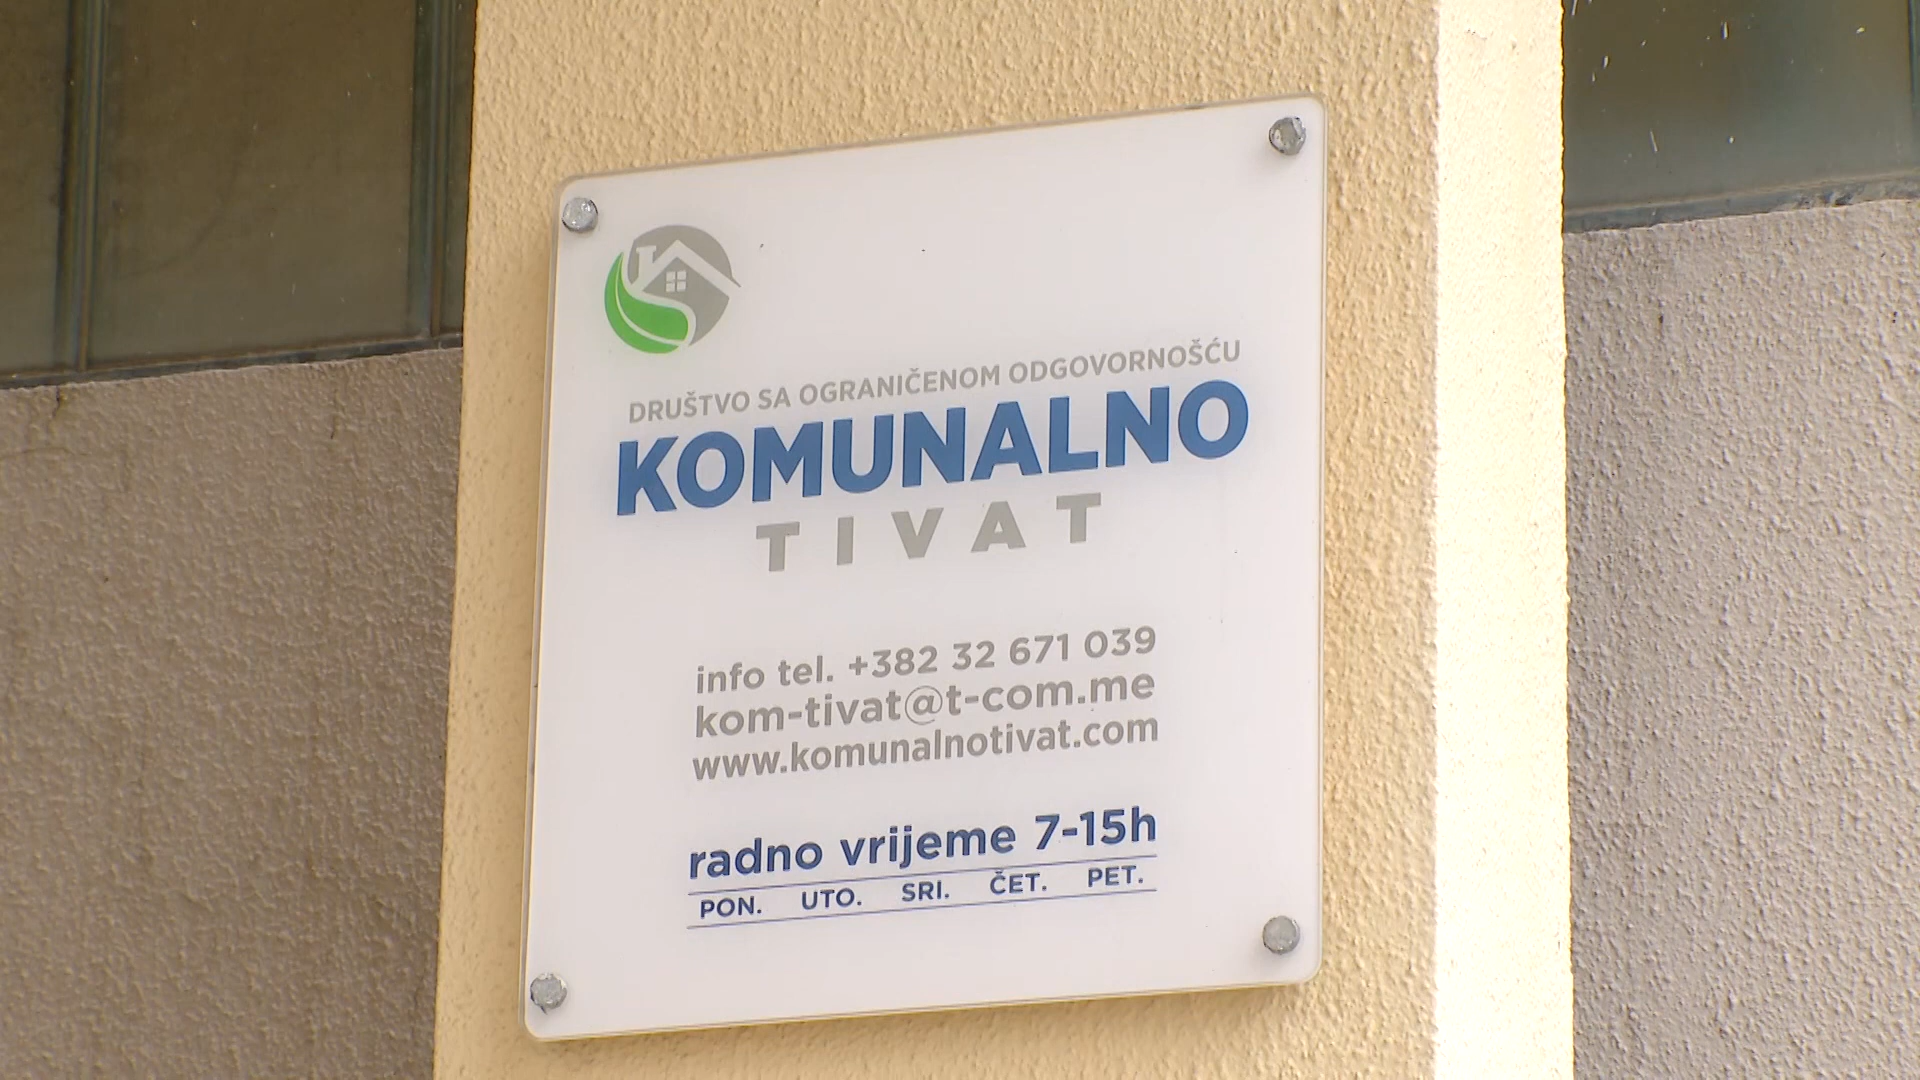 DRUŠTVO SA OGRANIČENOM ODGOVORNOŠĆU
KOMUNALNO
TIVAT
info tel. +382 32 671 039
kom-tivat@t-com.me
www.komunalnotivat.com
radno vrijeme 7-15h
PON. UTO. SRI. ČET. PET.